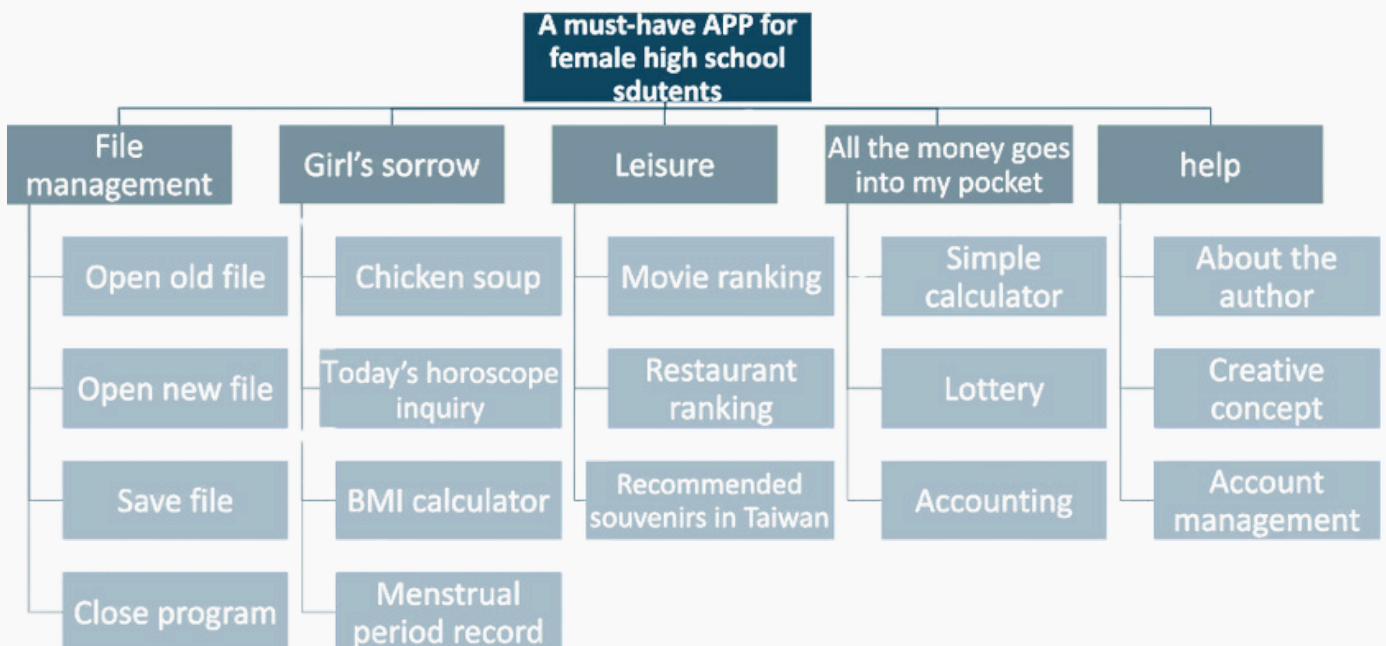 A must-have APP for
female high school
sdutents
File
management
Girl's sorrow
Leisure
All the money goes
into my pocket
help
Open old file
Chicken soup
Movie ranking
Simple
calculator
About the
author
Open new file
Today's horoscope
inquiry
Restaurant
ranking
Lottery
Creative
concept
Save file
BMI calculator
Recommended
souvenirs in Taiwan
Accounting
Account
management
Close program
Menstrual
period record